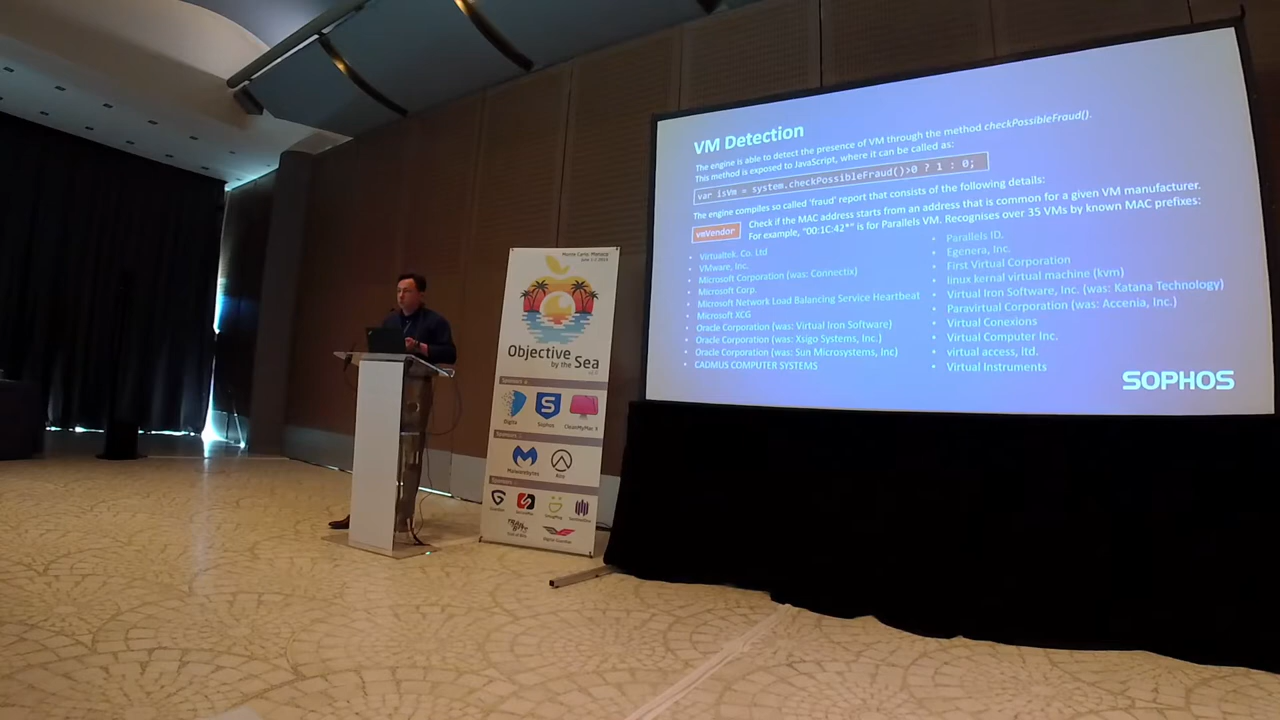 VM Detection
The engine is able to detect the presence of VM through the method checkPossibleFraud().
This method is exposed to JavaScript, where it can be called as:
var isVm = system.checkPossibleFraud()>0 ? 1 : 0;
The engine compiles so called 'fraud' report that consists of the following details:
vmVendor
Check if the MAC address starts from an address that is common for a given VM manufacturer.
For example, "00:1C:42*" is for Parallels VM. Recognises over 35 VMs by known MAC prefixes:
• Virtualtek. Co. Ltd
• VMware, Inc.
• Microsoft Corporation (was: Connectix)
• Microsoft Corp.
• Microsoft Network Load Balancing Service Heartbeat
• Microsoft XCG
• Oracle Corporation (was: Virtual Iron Software)
• Oracle Corporation (was: Xsigo Systems, Inc.)
• Oracle Corporation (was: Sun Microsystems, Inc)
• CADMUS COMPUTER SYSTEMS
• Parallels ID.
• Egenera, Inc.
• First Virtual Corporation
• linux kernel virtual machine (kvm)
• Virtual Iron Software, Inc. (was: Katana Technology)
• Paravirtual Corporation (was: Accenia, Inc.)
• Virtual Conexions
• Virtual Computer Inc.
• virtual access, ltd.
• Virtual Instruments
SOPHOS
Monte Carlo, Monaco
Objective
by the Sea
Digita
Sophos
CleanMyMac X
Malwarebytes